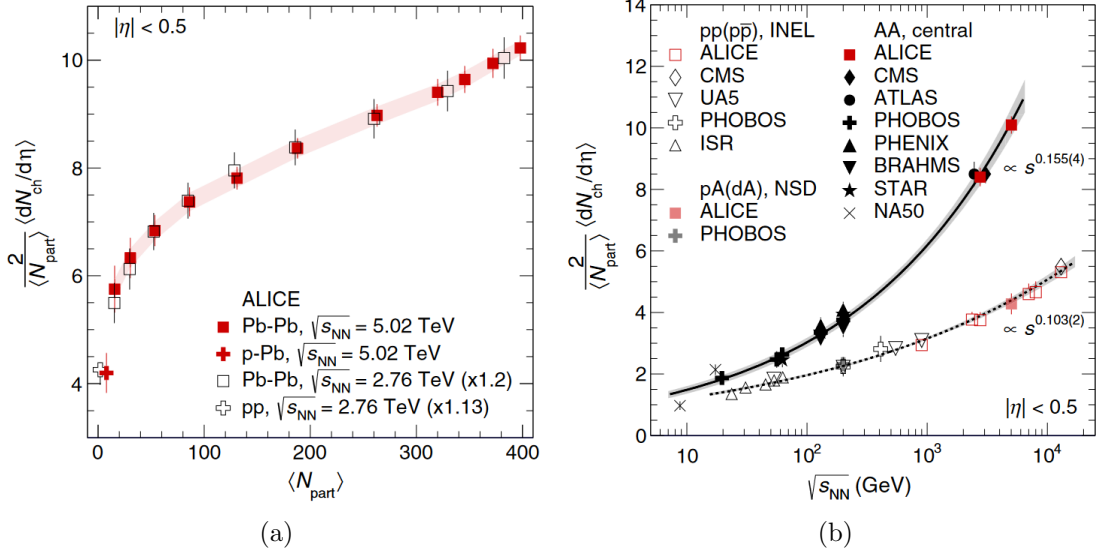 |η| < 0.5
10
8
6
4
2/⟨N_part⟩ ⟨dN_ch/dη⟩
ALICE
Pb-Pb, √s_NN = 5.02 TeV
p-Pb, √s_NN = 5.02 TeV
Pb-Pb, √s_NN = 2.76 TeV (x1.2)
pp, √s_NN = 2.76 TeV (x1.13)
0 100 200 300 400
⟨N_part⟩
(a)
14
12
10
8
6
4
2
0
2/⟨N_part⟩ ⟨dN_ch/dη⟩
pp(pp̅), INEL
ALICE
CMS
UA5
PHOBOS
ISR
pA(dA), NSD
ALICE
PHOBOS
AA, central
ALICE
CMS
ATLAS
PHOBOS
PHENIX
BRAHMS
STAR
NA50
∝ s^0.155(4)
∝ s^0.103(2)
|η| < 0.5
10 10² 10³ 10⁴
√s_NN (GeV)
(b)